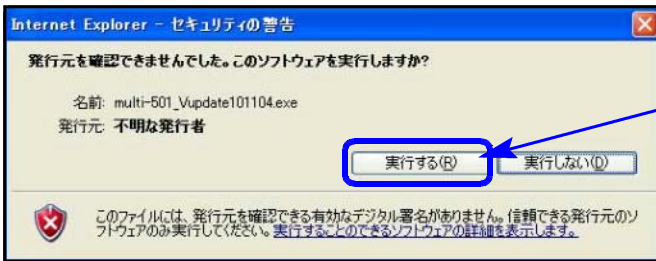 Internet Explorer - セキュリティの警告
発行元を確認できませんでした。このソフトウェアを実行しますか?
名前: multi-501_Vupdate101104.exe
発行元: 不明な発行者
実行する(R) 実行しない(D)
このファイルには、発行元を確認できる有効なデジタル署名がありません。信頼できる発行元のソ
フトウェアのみ実行してください。実行することのできるソフトウェアの詳細を表示します。